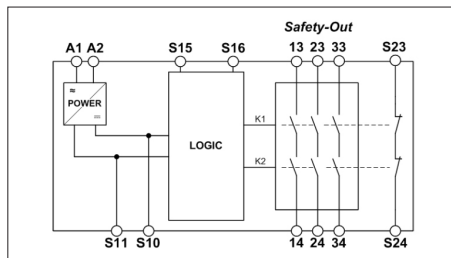 Safety-Out
A1 A2 S15 S16 13 23 33 S23
≂
POWER
⎓
LOGIC
K1
K2
S11 S10 14 24 34 S24